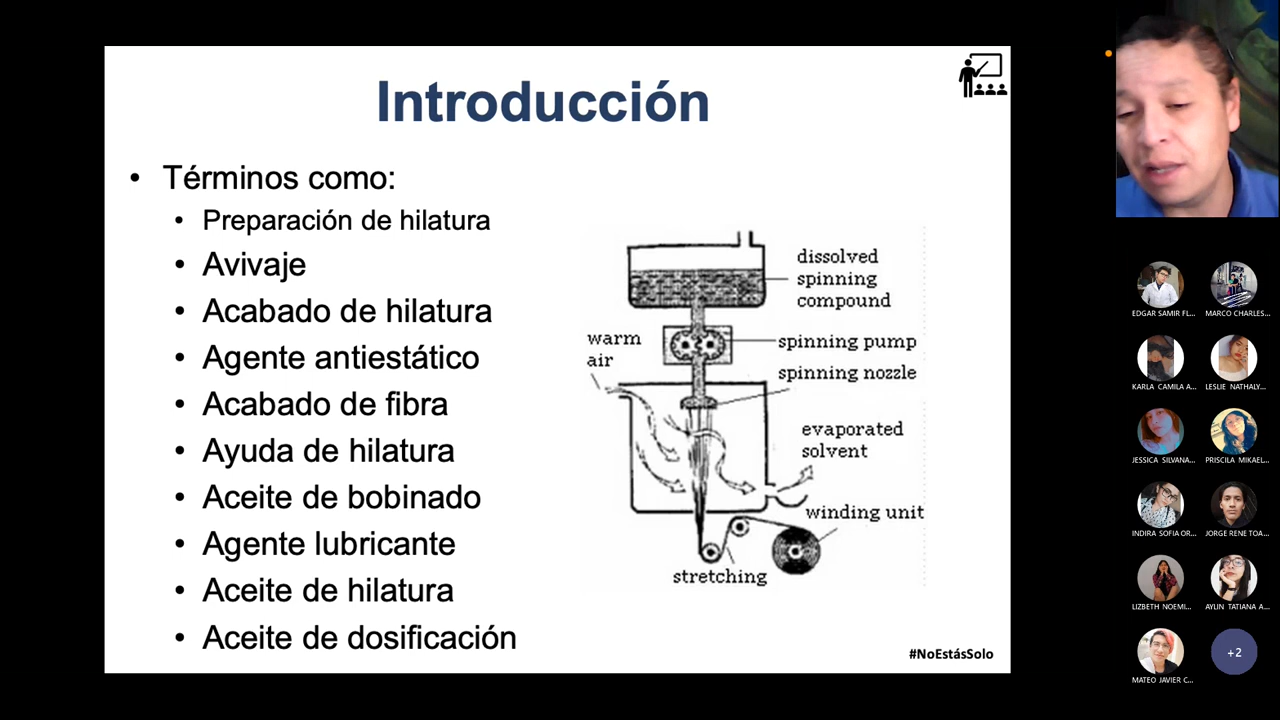 Introducción
• Términos como:
• Preparación de hilatura
• Avivaje
• Acabado de hilatura
• Agente antiestático
• Acabado de fibra
• Ayuda de hilatura
• Aceite de bobinado
• Agente lubricante
• Aceite de hilatura
• Aceite de dosificación
dissolved
spinning
compound
warm
air
spinning pump
spinning nozzle
evaporated
solvent
winding unit
stretching
#NoEstásSolo
EDGAR SAMIR FL...
MARCO CHARLES...
KARLA CAMILA A...
LESLIE NATHALY...
JESSICA SILVANA...
PRISCILA MIKAEL...
INDIRA SOFIA OR...
JORGE RENE TOA...
LIZBETH NOEMI...
AYLIN TATIANA A...
MATEO JAVIER C...
+2